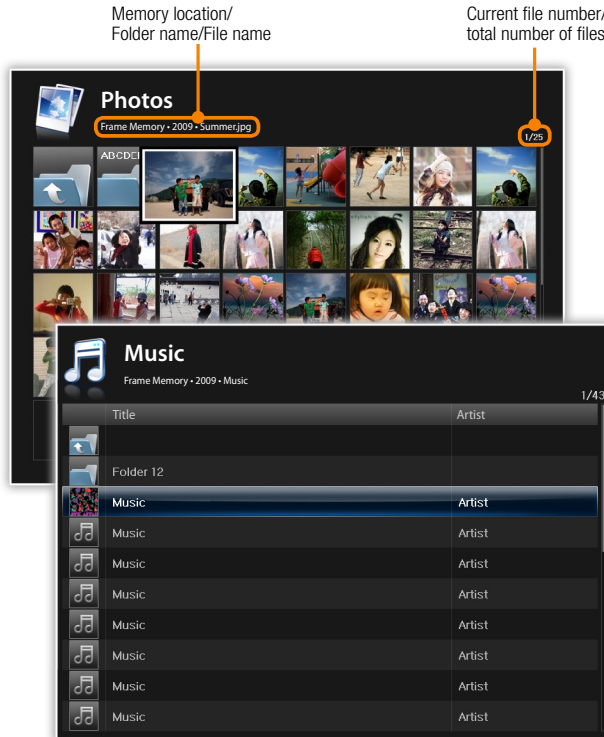 Memory location/
Folder name/File name
Current file number/
total number of files
Photos
Frame Memory • 2009 • Summer.jpg
1/25
Music
Frame Memory • 2009 • Music
1/43
Title Artist
Folder 12
Music Artist
Music Artist
Music Artist
Music Artist
Music Artist
Music Artist
Music Artist
Music Artist